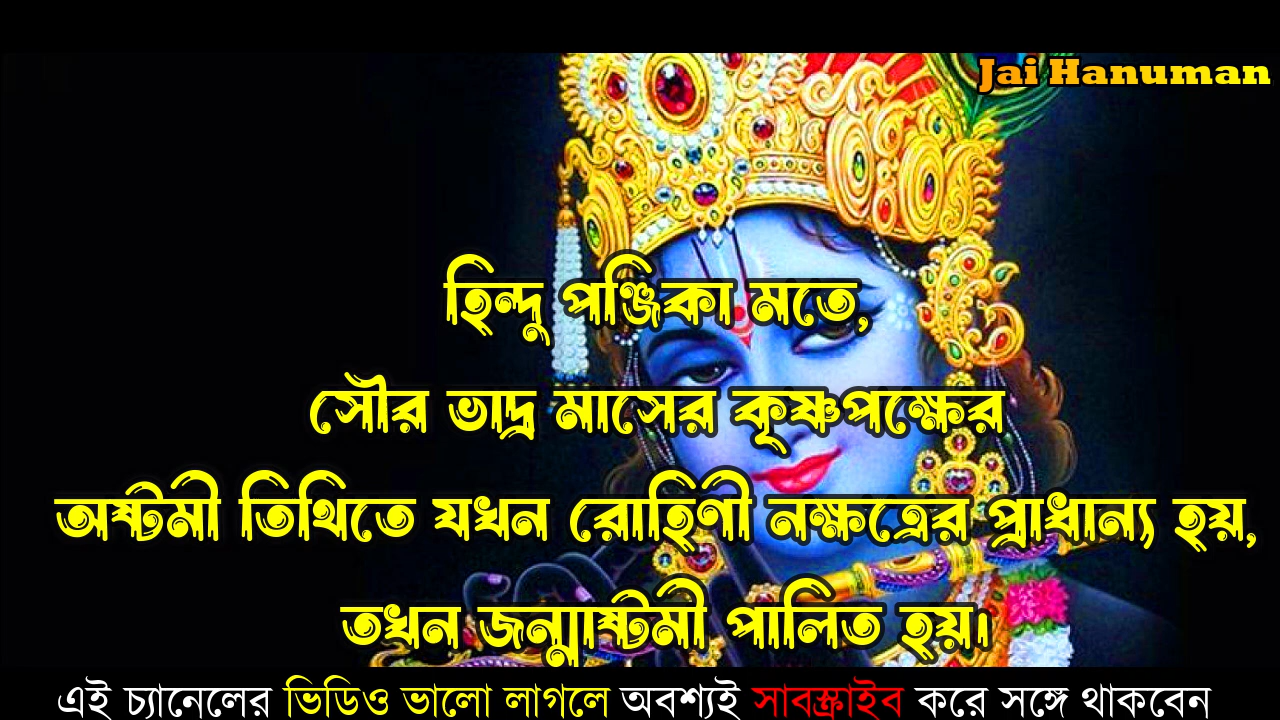 Jai Hanuman
হিন্দু পঞ্জিকা মতে,
সৌর ভাদ্র মাসের কৃষ্ণপক্ষের
অষ্টমী তিথিতে যখন রোহিণী নক্ষত্রের প্রাধান্য হয়,
তখন জন্মাষ্টমী পালিত হয়।
এই চ্যানেলের ভিডিও ভালো লাগলে অবশ্যই সাবস্ক্রাইব করে সঙ্গে থাকবেন